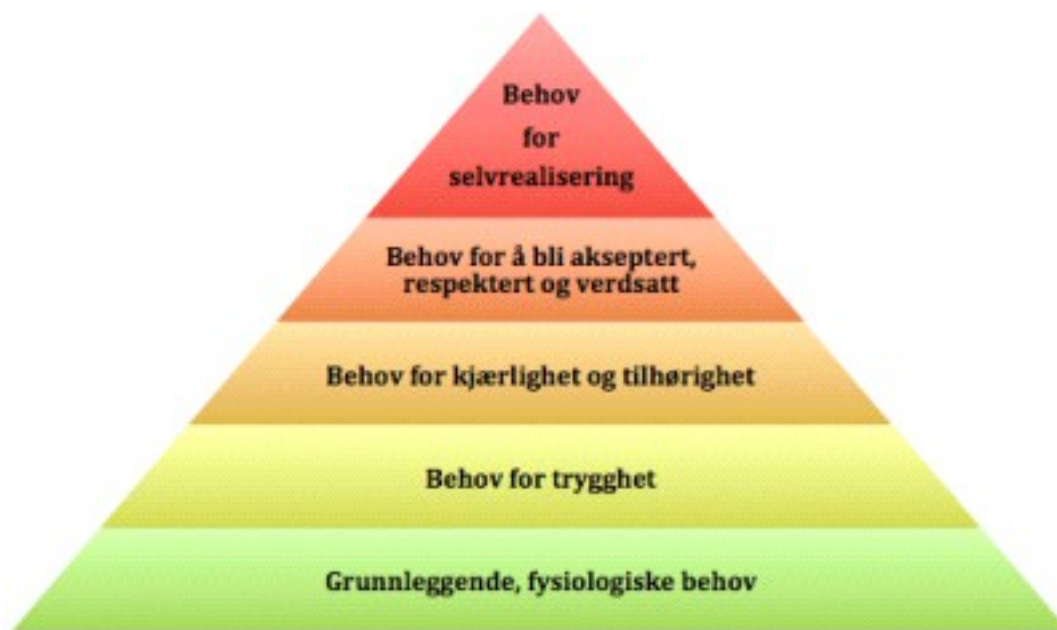 Behov
for
selvrealisering
Behov for å bli akseptert,
respektert og verdsatt
Behov for kjærlighet og tilhørighet
Behov for trygghet
Grunnleggende, fysiologiske behov